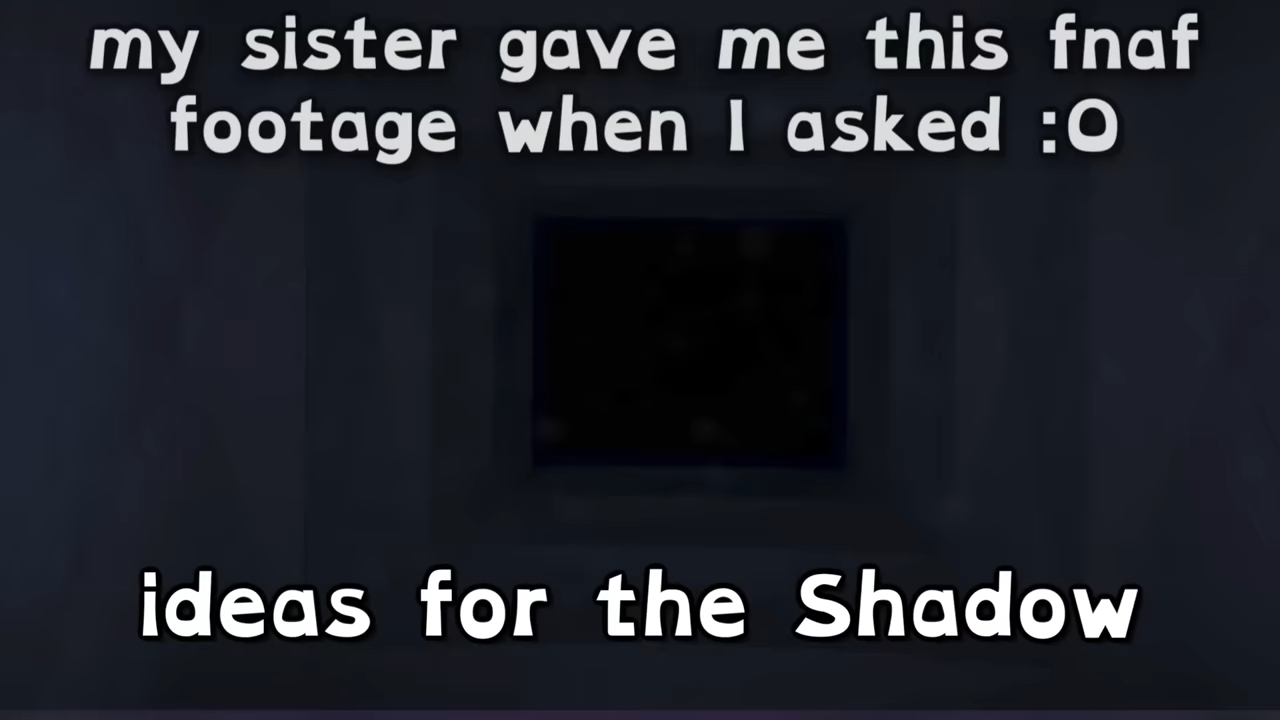 my sister gave me this fnaf
footage when I asked :O
ideas for the Shadow